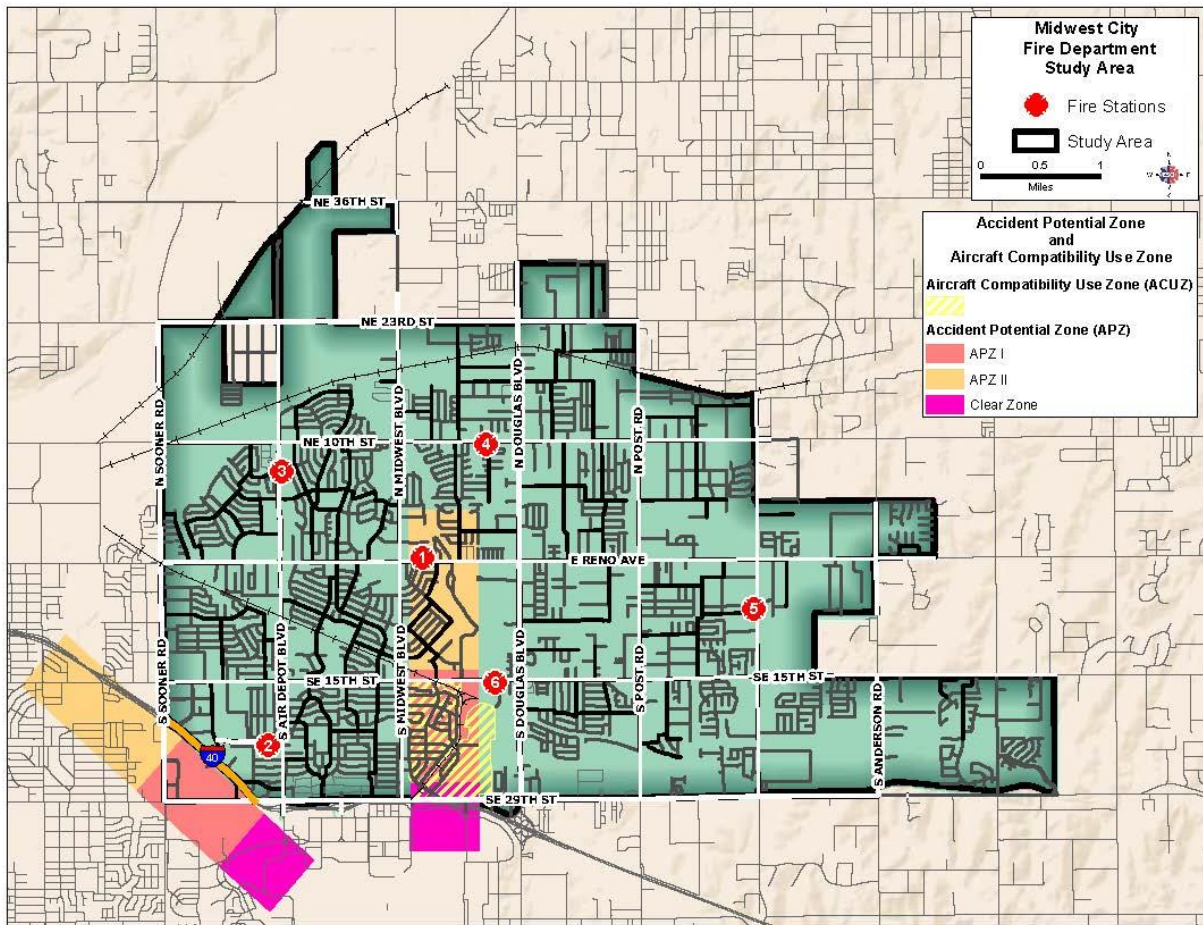 Midwest City
Fire Department
Study Area
Fire Stations
Study Area
0 0.5 1
Miles
W E
Accident Potential Zone
and
Aircraft Compatibility Use Zone
Aircraft Compatibility Use Zone (ACUZ)
Accident Potential Zone (APZ)
APZ I
APZ II
Clear Zone
NE 36TH ST
NE 23RD ST
N SOONER RD
N MIDWEST BLVD
N DOUGLAS BLVD
N POST RD
NE 10TH ST
4
3
1
E RENO AVE
5
S SOONER RD
S AIR DEPOT BLVD
S MIDWEST BLVD
S DOUGLAS BLVD
S POST RD
SE 15TH ST
6
SE 15TH ST
S ANDERSON RD
2
40
SE 29TH ST